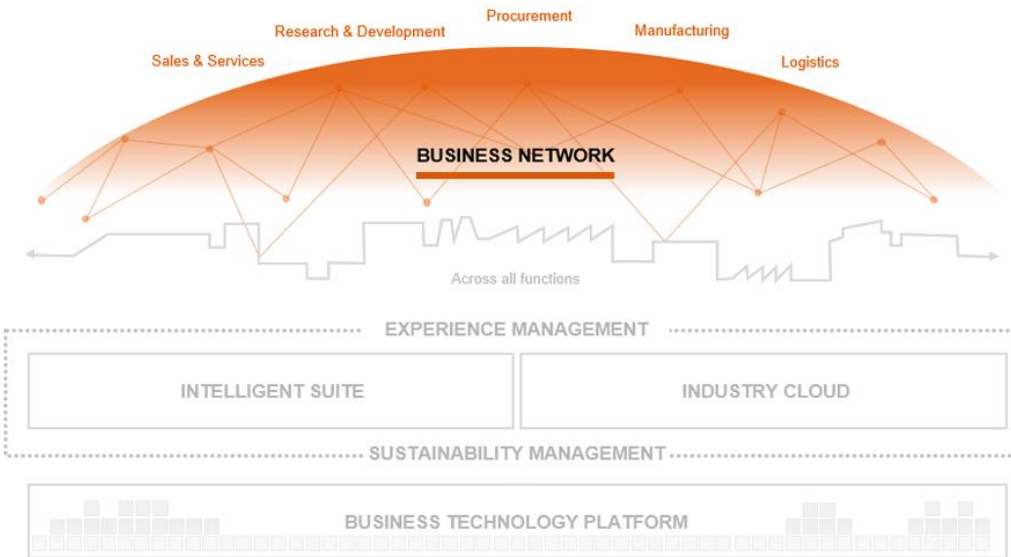 Procurement
Research & Development
Manufacturing
Sales & Services
Logistics
BUSINESS NETWORK
Across all functions
EXPERIENCE MANAGEMENT
INTELLIGENT SUITE
INDUSTRY CLOUD
SUSTAINABILITY MANAGEMENT
BUSINESS TECHNOLOGY PLATFORM